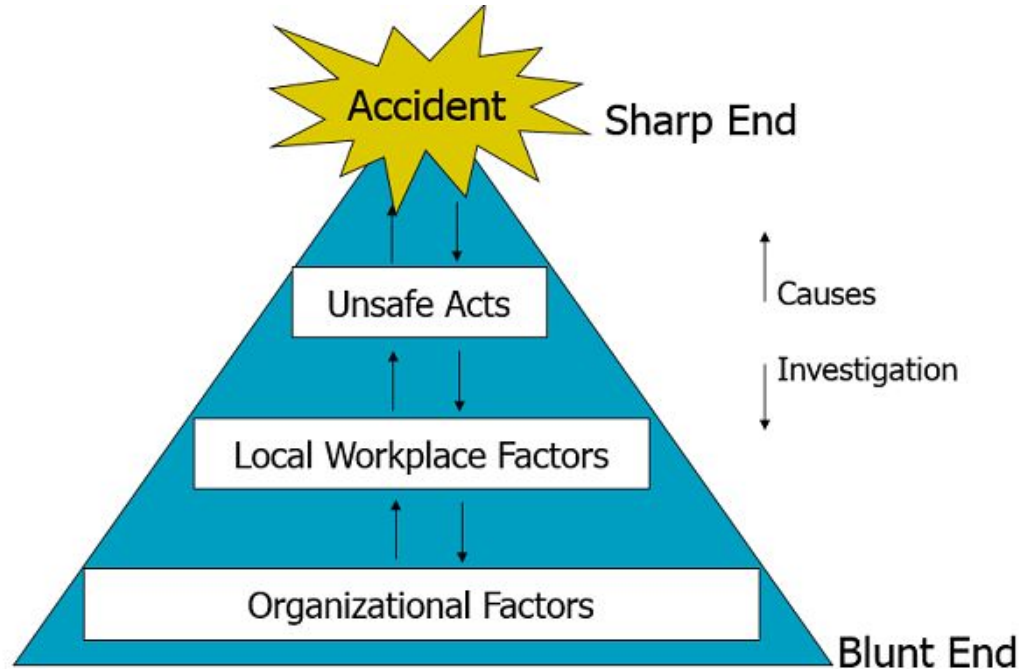 Accident
Sharp End
Unsafe Acts
Causes
Investigation
Local Workplace Factors
Organizational Factors
Blunt End